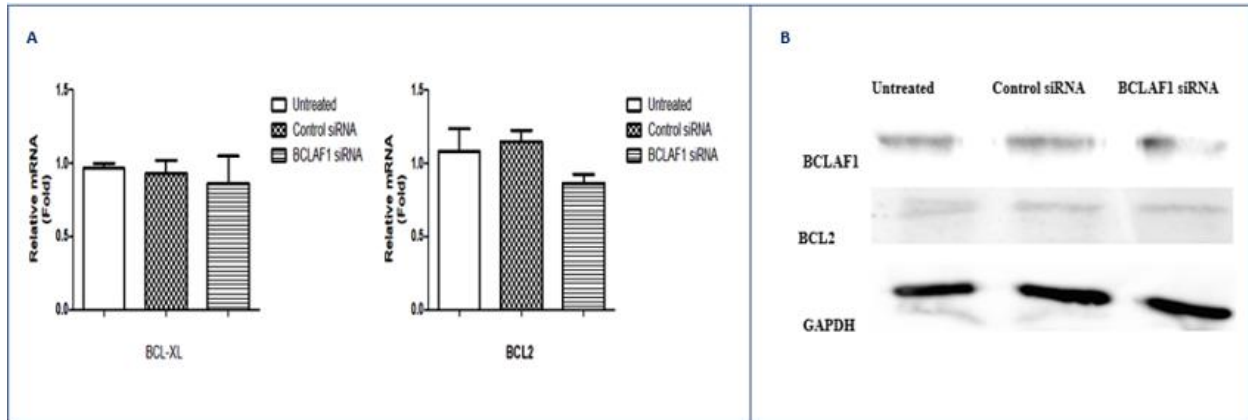 A
1.5
1.0
0.5
0.0
Relative mRNA
(Fold)
Untreated
Control siRNA
BCLAF1 siRNA
BCL-XL
1.5
1.0
0.5
0.0
Relative mRNA
(Fold)
Untreated
Control siRNA
BCLAF1 siRNA
BCL2
B
Untreated Control siRNA BCLAF1 siRNA
BCLAF1
BCL2
GAPDH